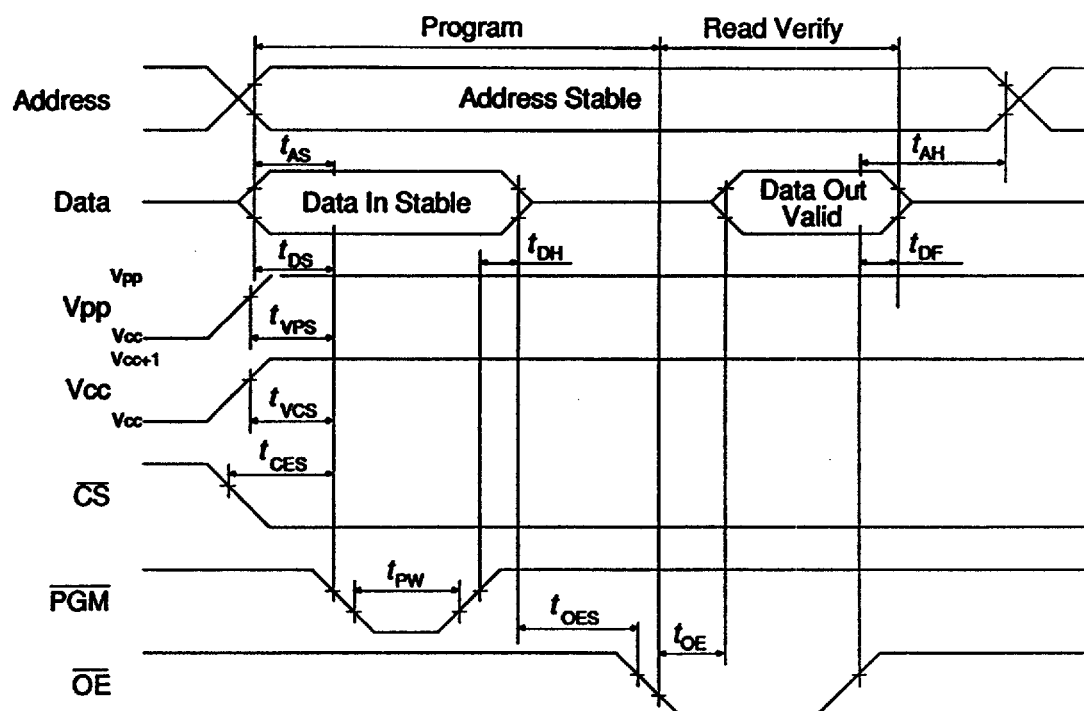 Program Read Verify
Address Address Stable
tAS tAH
Data Data In Stable Data Out Valid
tDS tDH tDF
VPP
Vpp
Vcc
tVPS
Vcc+1
Vcc
Vcc
tVCS
tCES
CS
PGM tPW
tOES tOE
OE